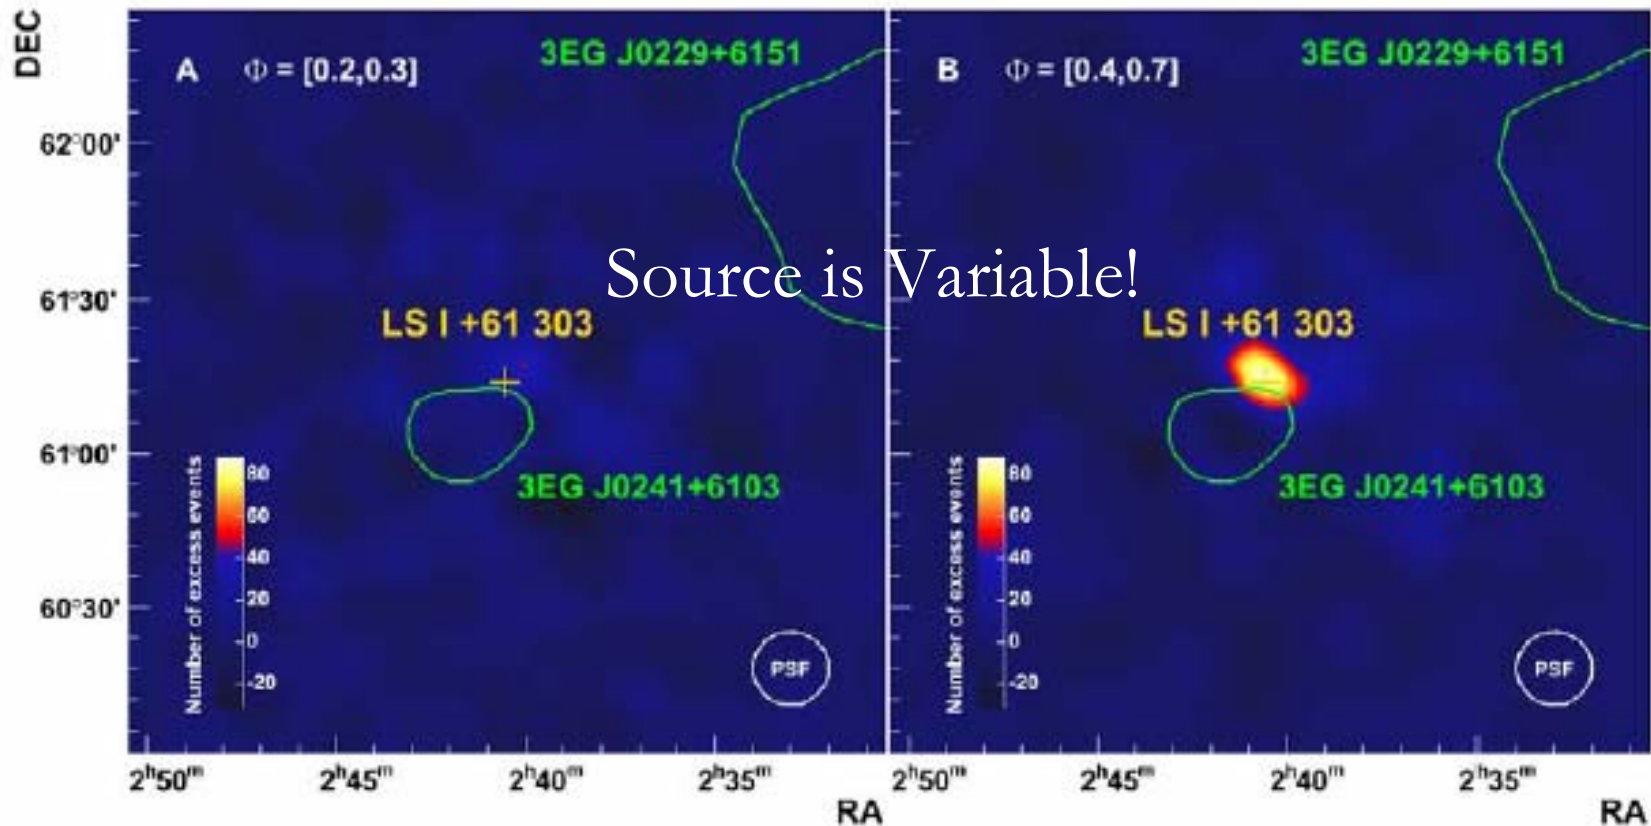 DEC
A Φ = [0.2,0.3]
3EG J0229+6151
B Φ = [0.4,0.7]
3EG J0229+6151
62°00'
Source is Variable!
61°30'
LS I +61 303
LS I +61 303
61°00'
3EG J0241+6103
3EG J0241+6103
Number of excess events
80
60
40
20
0
-20
Number of excess events
80
60
40
20
0
-20
60°30'
PSF
PSF
2ʰ50ᵐ 2ʰ45ᵐ 2ʰ40ᵐ 2ʰ35ᵐ
2ʰ50ᵐ 2ʰ45ᵐ 2ʰ40ᵐ 2ʰ35ᵐ
RA
RA